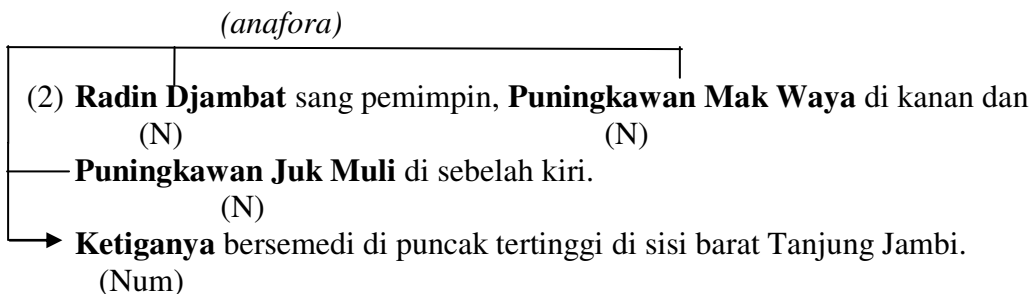 (anafora)
(2) Radin Djambat sang pemimpin, Puningkawan Mak Waya di kanan dan
(N) (N)
Puningkawan Juk Muli di sebelah kiri.
(N)
Ketiganya bersemedi di puncak tertinggi di sisi barat Tanjung Jambi.
(Num)